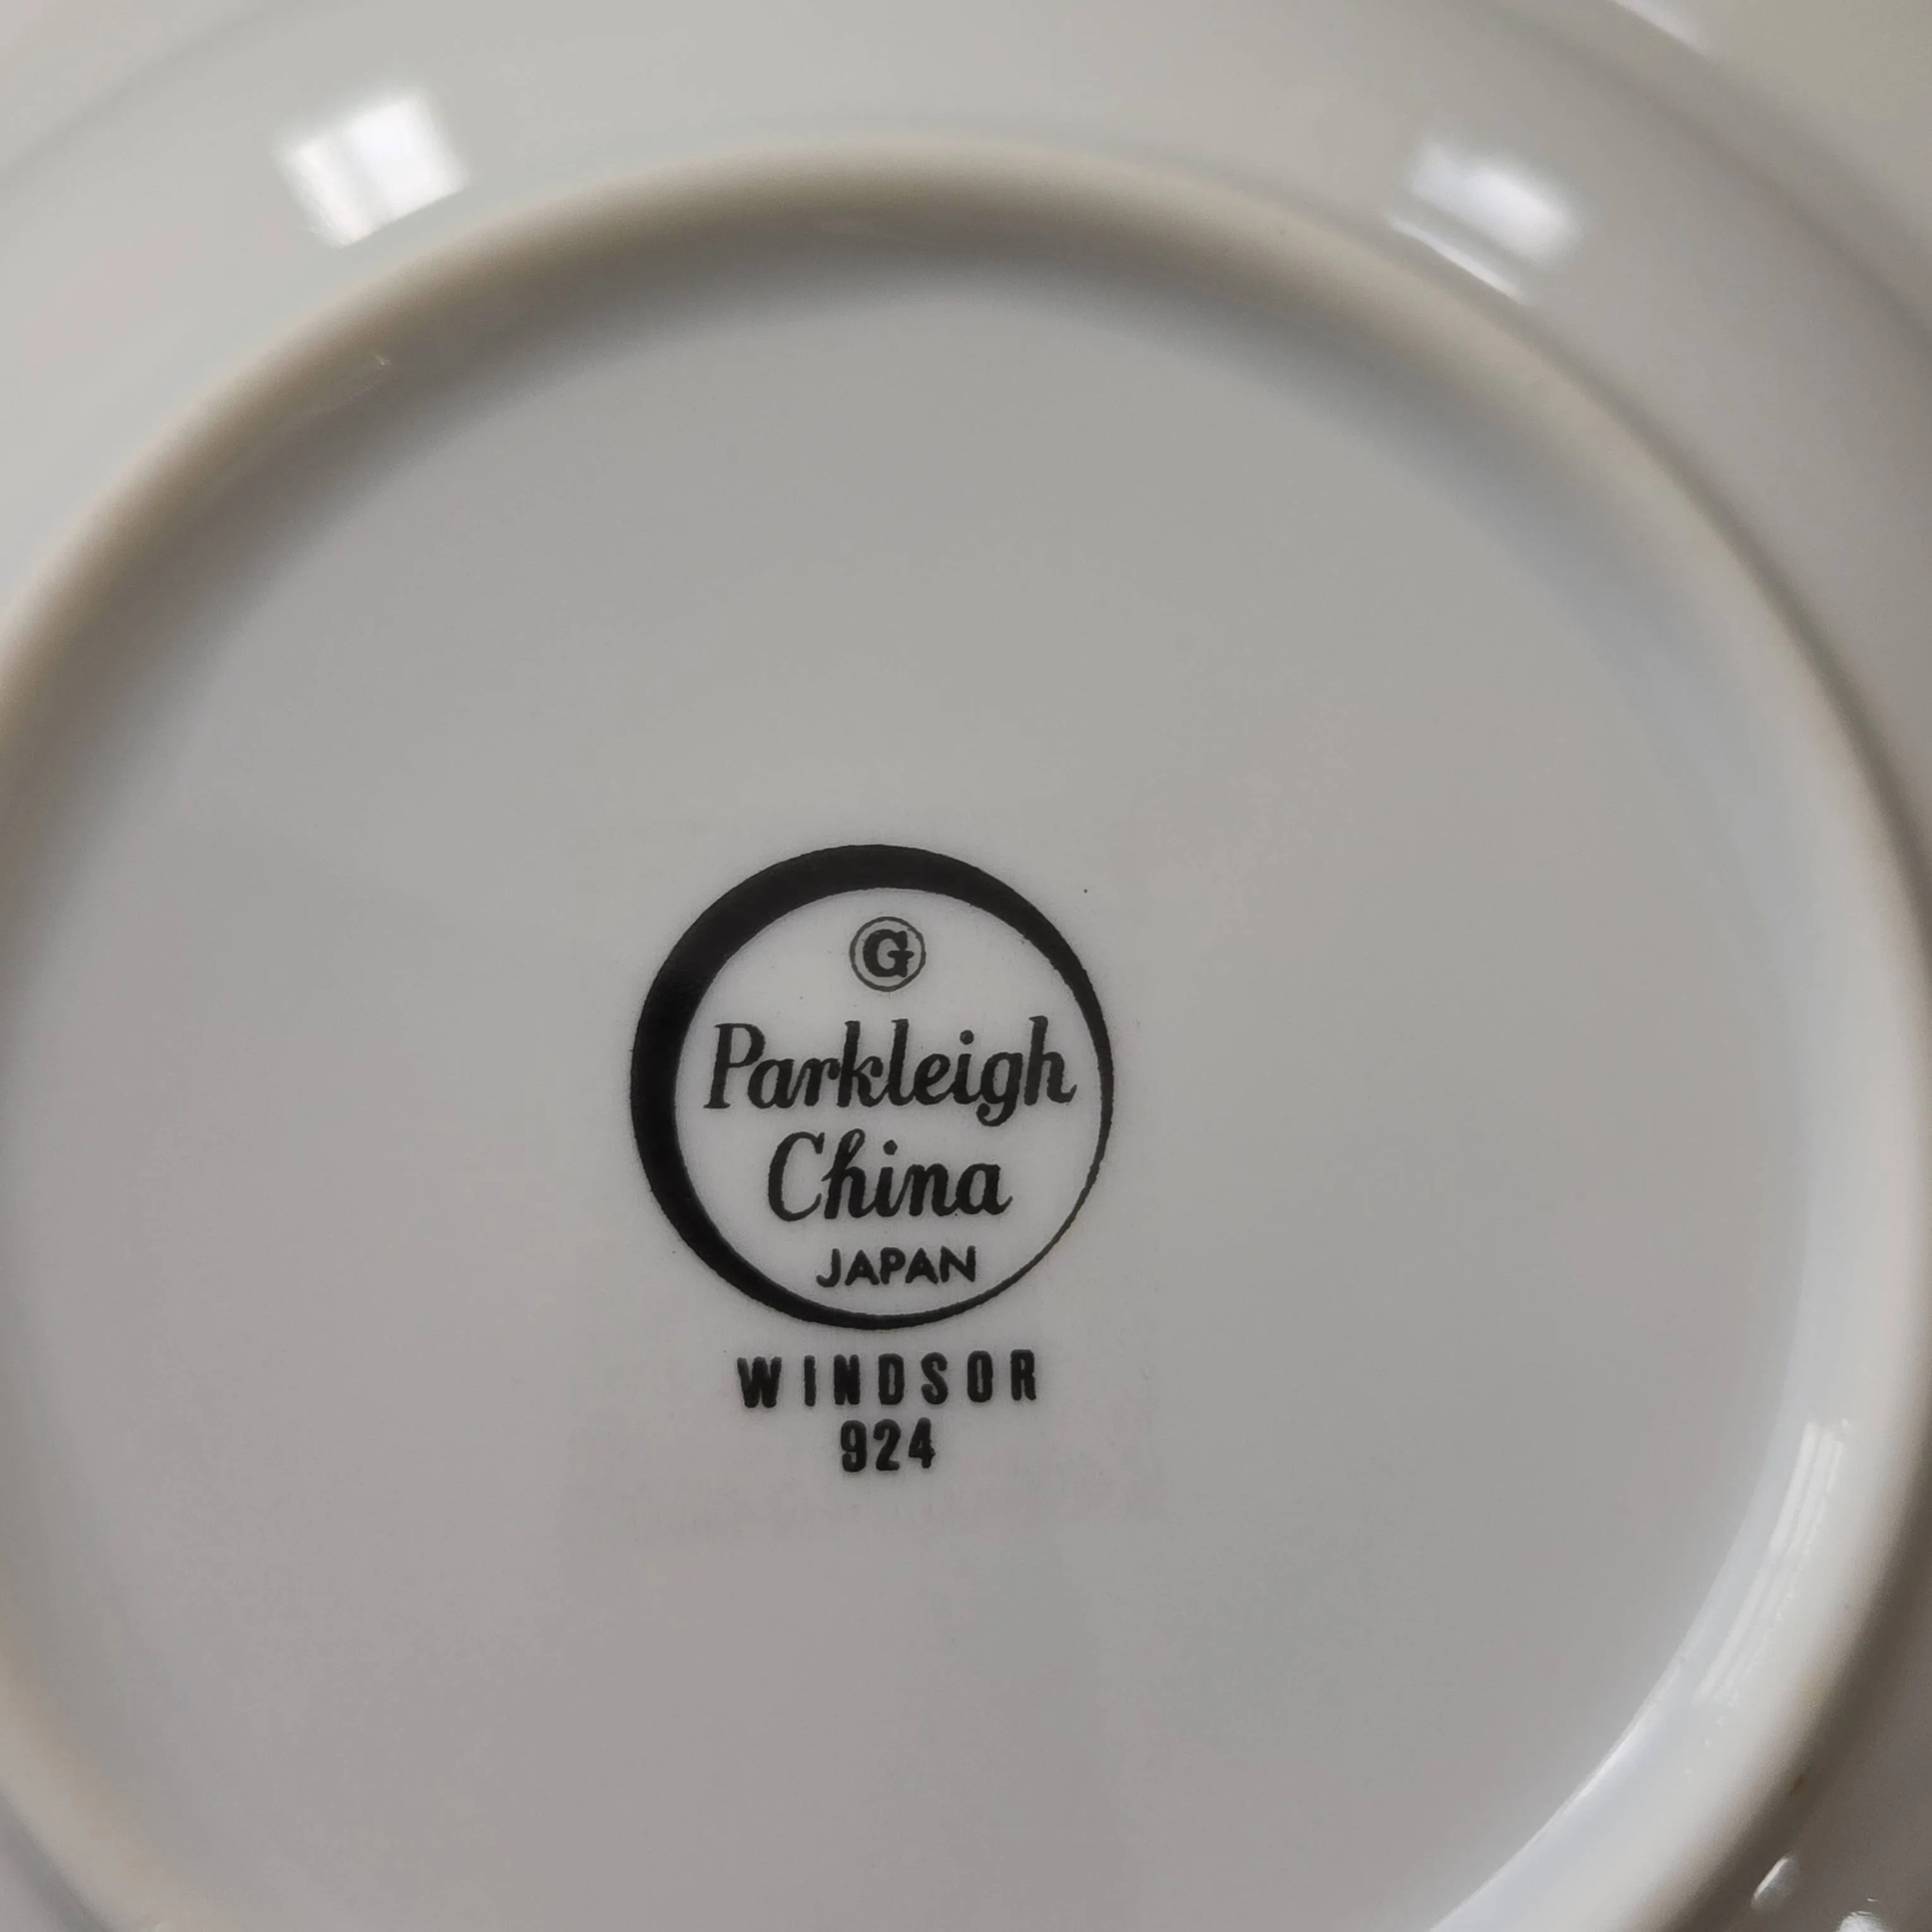 G
Parkleigh
China
JAPAN
WINDSOR
924